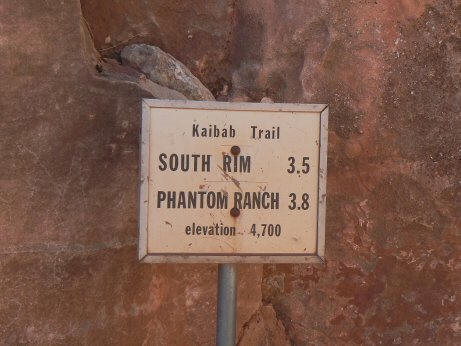 Kaibab Trail
SOUTH RIM 3.5
PHANTOM RANCH 3.8
elevation 4,700